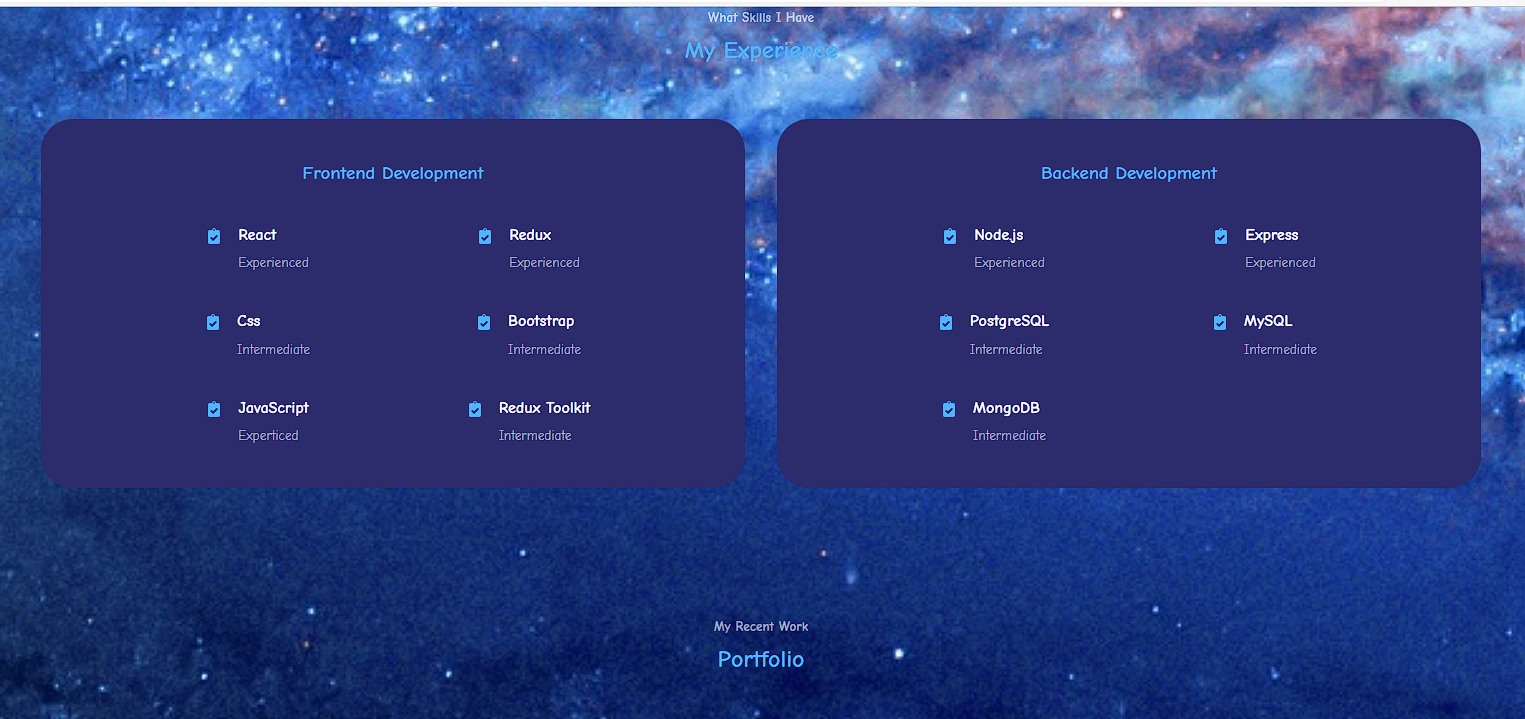 What Skills I Have
My Experience
Frontend Development
React
Experienced
Redux
Experienced
Css
Intermediate
Bootstrap
Intermediate
JavaScript
Experticed
Redux Toolkit
Intermediate
Backend Development
Node.js
Experienced
Express
Experienced
PostgreSQL
Intermediate
MySQL
Intermediate
MongoDB
Intermediate
My Recent Work
Portfolio